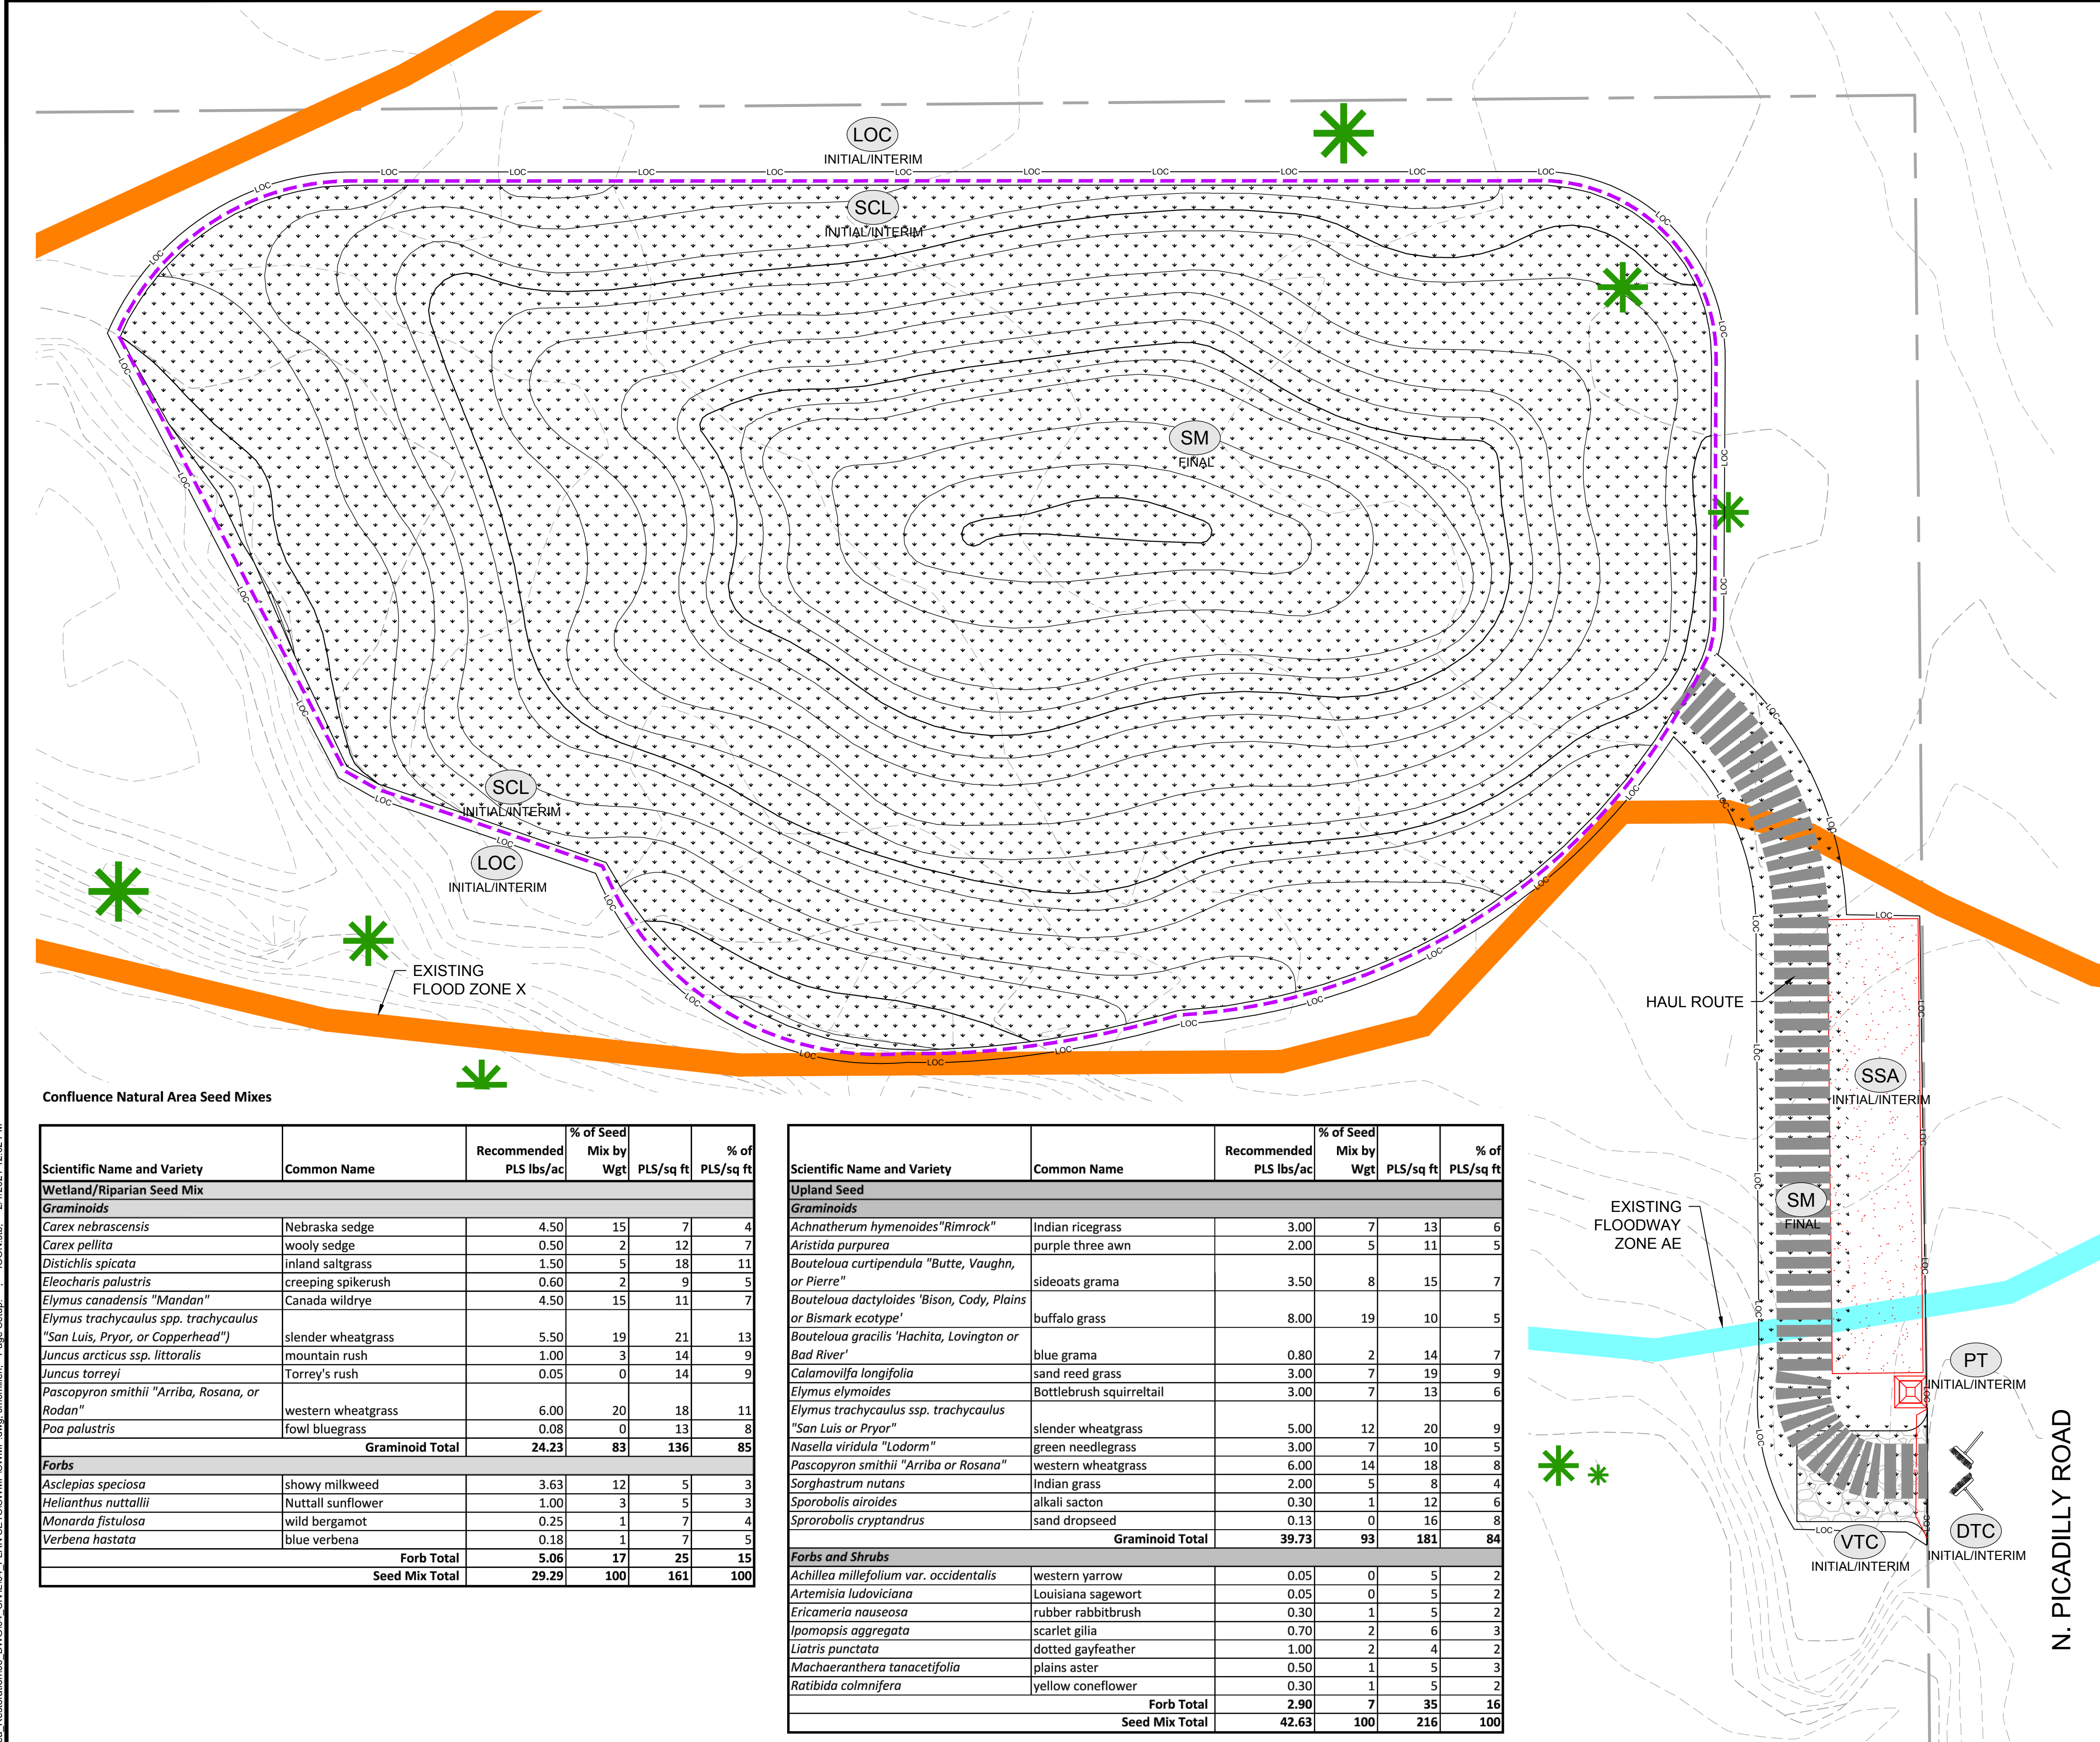 LOC
INITIAL/INTERIM
LOC LOC LOC LOC LOC LOC LOC LOC LOC LOC
SCL
INITIAL/INTERIM
SM
FINAL
SCL
INITIAL/INTERIM
LOC
INITIAL/INTERIM
EXISTING
FLOOD ZONE X
HAUL ROUTE
SSA
INITIAL/INTERIM
SM
FINAL
EXISTING
FLOODWAY
ZONE AE
PT
INITIAL/INTERIM
DTC
INITIAL/INTERIM
VTC
INITIAL/INTERIM
N. PICADILLY ROAD
Confluence Natural Area Seed Mixes
Scientific Name and Variety Common Name Recommended PLS lbs/ac % of Seed Mix by Wgt PLS/sq ft % of PLS/sq ft
Wetland/Riparian Seed Mix
Graminoids
Carex nebrascensis Nebraska sedge 4.50 15 7 4
Carex pellita wooly sedge 0.50 2 12 7
Distichlis spicata inland saltgrass 1.50 5 18 11
Eleocharis palustris creeping spikerush 0.60 2 9 5
Elymus canadensis "Mandan" Canada wildrye 4.50 15 11 7
Elymus trachycaulus spp. trachycaulus
"San Luis, Pryor, or Copperhead") slender wheatgrass 5.50 19 21 13
Juncus arcticus ssp. littoralis mountain rush 1.00 3 14 9
Juncus torreyi Torrey's rush 0.05 0 14 9
Pascopyron smithii "Arriba, Rosana, or
Rodan" western wheatgrass 6.00 20 18 11
Poa palustris fowl bluegrass 0.08 0 13 8
Graminoid Total 24.23 83 136 85
Forbs
Asclepias speciosa showy milkweed 3.63 12 5 3
Helianthus nuttallii Nuttall sunflower 1.00 3 5 3
Monarda fistulosa wild bergamot 0.25 1 7 4
Verbena hastata blue verbena 0.18 1 7 5
Forb Total 5.06 17 25 15
Seed Mix Total 29.29 100 161 100
Scientific Name and Variety Common Name Recommended PLS lbs/ac % of Seed Mix by Wgt PLS/sq ft % of PLS/sq ft
Upland Seed
Graminoids
Achnatherum hymenoides"Rimrock" Indian ricegrass 3.00 7 13 6
Aristida purpurea purple three awn 2.00 5 11 5
Bouteloua curtipendula "Butte, Vaughn,
or Pierre" sideoats grama 3.50 8 15 7
Bouteloua dactyloides 'Bison, Cody, Plains
or Bismark ecotype' buffalo grass 8.00 19 10 5
Bouteloua gracilis 'Hachita, Lovington or
Bad River' blue grama 0.80 2 14 7
Calamovilfa longifolia sand reed grass 3.00 7 19 9
Elymus elymoides Bottlebrush squirreltail 3.00 7 13 6
Elymus trachycaulus ssp. trachycaulus
"San Luis or Pryor" slender wheatgrass 5.00 12 20 9
Nasella viridula "Lodorm" green needlegrass 3.00 7 10 5
Pascopyron smithii "Arriba or Rosana" western wheatgrass 6.00 14 18 8
Sorghastrum nutans Indian grass 2.00 5 8 4
Sporobolis airoides alkali sacton 0.30 1 12 6
Sprorobolis cryptandrus sand dropseed 0.13 0 16 8
Graminoid Total 39.73 93 181 84
Forbs and Shrubs
Achillea millefolium var. occidentalis western yarrow 0.05 0 5 2
Artemisia ludoviciana Louisiana sagewort 0.05 0 5 2
Ericameria nauseosa rubber rabbitbrush 0.30 1 5 2
Ipomopsis aggregata scarlet gilia 0.70 2 6 3
Liatris punctata dotted gayfeather 1.00 2 4 2
Machaeranthera tanacetifolia plains aster 0.50 1 5 3
Ratibida colmnifera yellow coneflower 0.30 1 5 2
Forb Total 2.90 7 35 16
Seed Mix Total 42.63 100 216 100